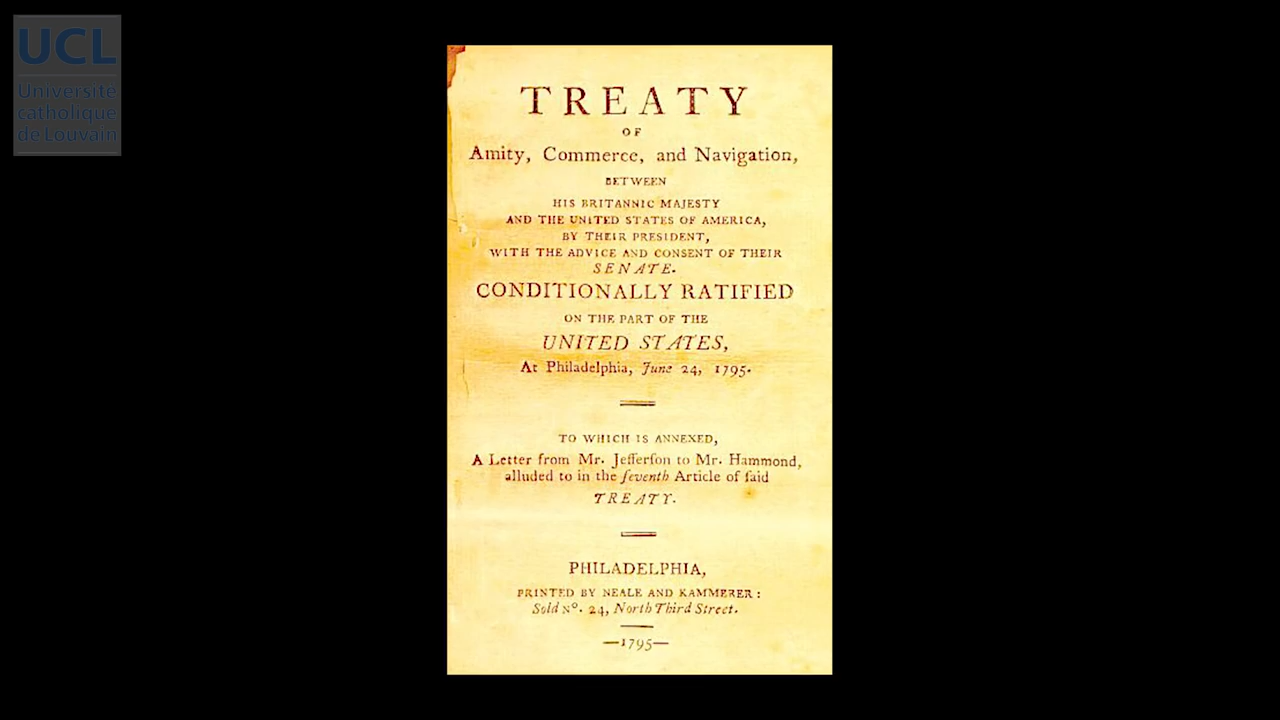 UCL
Université
catholique
de Louvain
TREATY
OF
Amity, Commerce, and Navigation,
BETWEEN
HIS BRITANNIC MAJESTY
AND THE UNITED STATES OF AMERICA,
BY THEIR PRESIDENT,
WITH THE ADVICE AND CONSENT OF THEIR
SENATE.
CONDITIONALLY RATIFIED
ON THE PART OF THE
UNITED STATES,
At Philadelphia, June 24, 1795.
TO WHICH IS ANNEXED,
A Letter from Mr. Jefferſon to Mr. Hammond,
alluded to in the ſeventh Article of ſaid
TREATY.
PHILADELPHIA,
PRINTED BY NEALE AND KAMMERER:
Sold No. 24, North Third Street.
—1795—